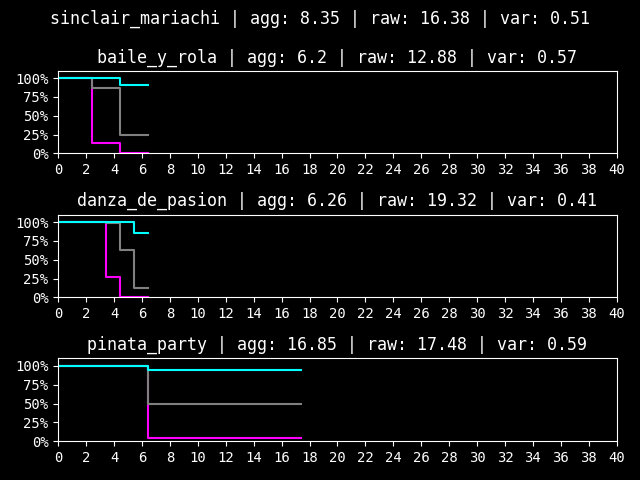 sinclair_mariachi | agg: 8.35 | raw: 16.38 | var: 0.51
baile_y_rola | agg: 6.2 | raw: 12.88 | var: 0.57
100%
75%
50%
25%
0%
0 2 4 6 8 10 12 14 16 18 20 22 24 26 28 30 32 34 36 38 40
danza_de_pasion | agg: 6.26 | raw: 19.32 | var: 0.41
100%
75%
50%
25%
0%
0 2 4 6 8 10 12 14 16 18 20 22 24 26 28 30 32 34 36 38 40
pinata_party | agg: 16.85 | raw: 17.48 | var: 0.59
100%
75%
50%
25%
0%
0 2 4 6 8 10 12 14 16 18 20 22 24 26 28 30 32 34 36 38 40